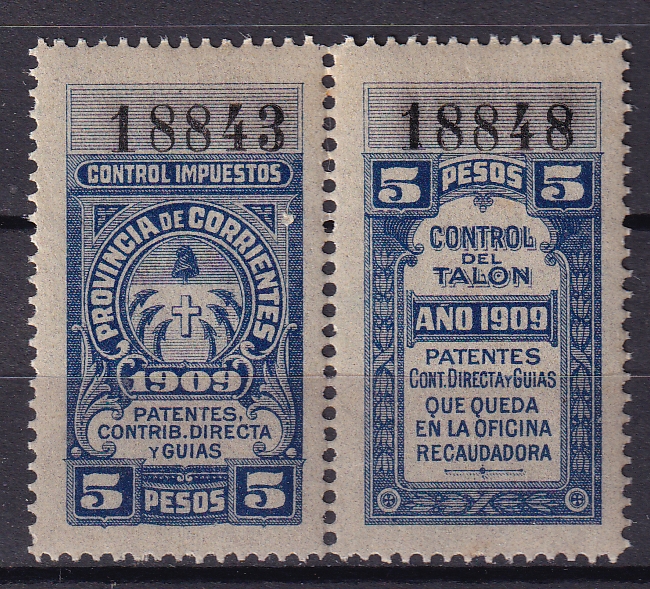 18843
CONTROL IMPUESTOS
PROVINCIA DE CORRIENTES
1909
PATENTES,
CONTRIB. DIRECTA
Y GUIAS
5 PESOS 5
18848
5 PESOS 5
CONTROL
DEL
TALON
AÑO 1909
PATENTES
CONT. DIRECTA Y GUIAS
QUE QUEDA
EN LA OFICINA
RECAUDADORA